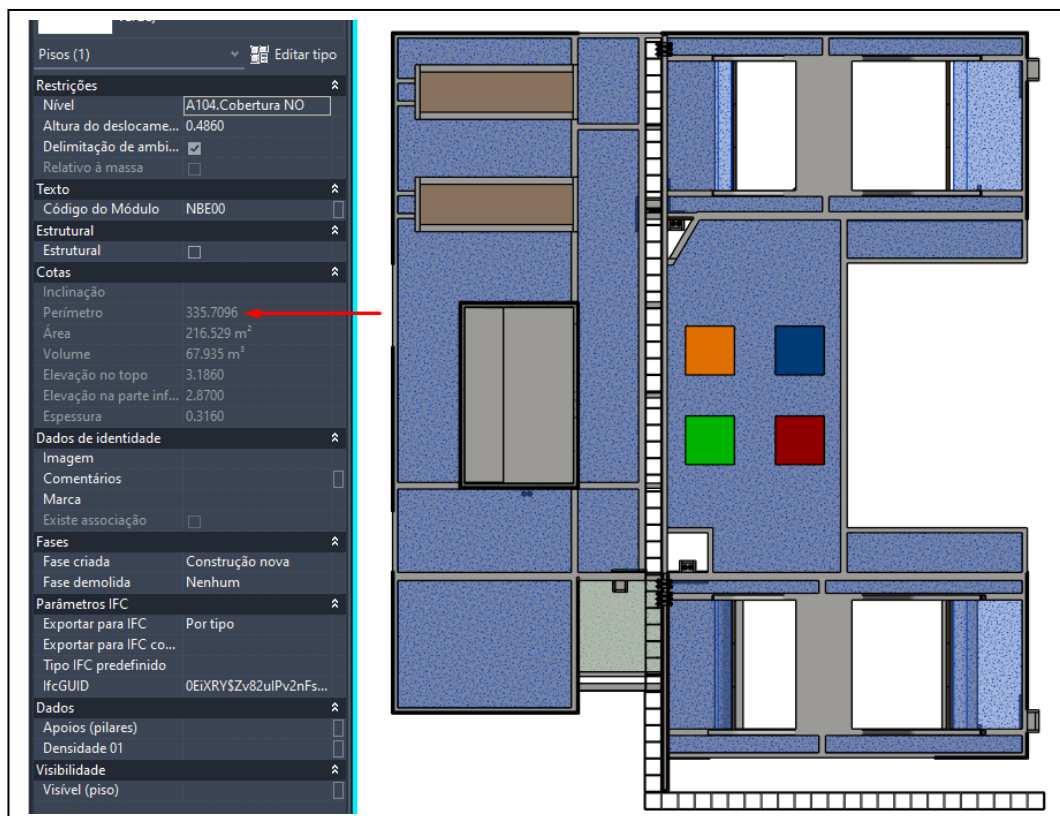 Pisos (1)
Editar tipo
Restrições
Nível A104.Cobertura NO
Altura do deslocame... 0.4860
Delimitação de ambi...
Relativo à massa
Texto
Código do Módulo NBE00
Estrutural
Estrutural
Cotas
Inclinação
Perímetro 335.7096
Área 216.529 m²
Volume 67.935 m³
Elevação no topo 3.1860
Elevação na parte inf... 2.8700
Espessura 0.3160
Dados de identidade
Imagem
Comentários
Marca
Existe associação
Fases
Fase criada Construção nova
Fase demolida Nenhum
Parâmetros IFC
Exportar para IFC Por tipo
Exportar para IFC co...
Tipo IFC predefinido
IfcGUID 0EiXRY$Zv82ulPv2nFs...
Dados
Apoios (pilares)
Densidade 01
Visibilidade
Visível (piso)